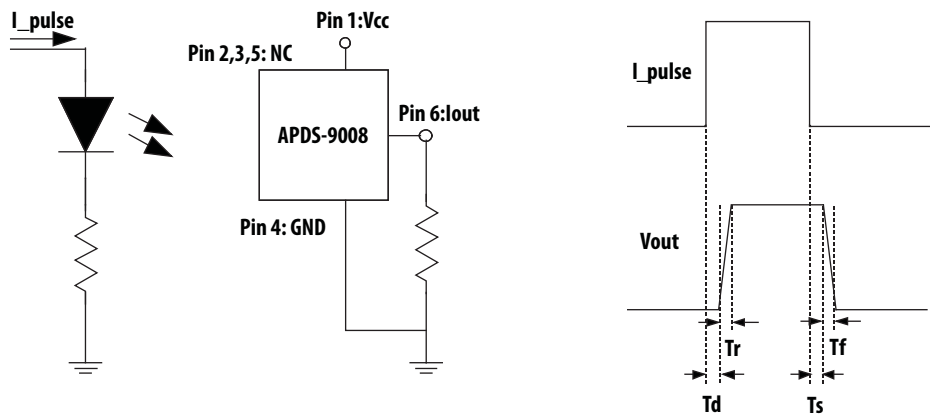 I_pulse
Pin 1:Vcc
Pin 2,3,5: NC
Pin 6:Iout
APDS-9008
Pin 4: GND
I_pulse
Vout
Tr
Tf
Td
Ts